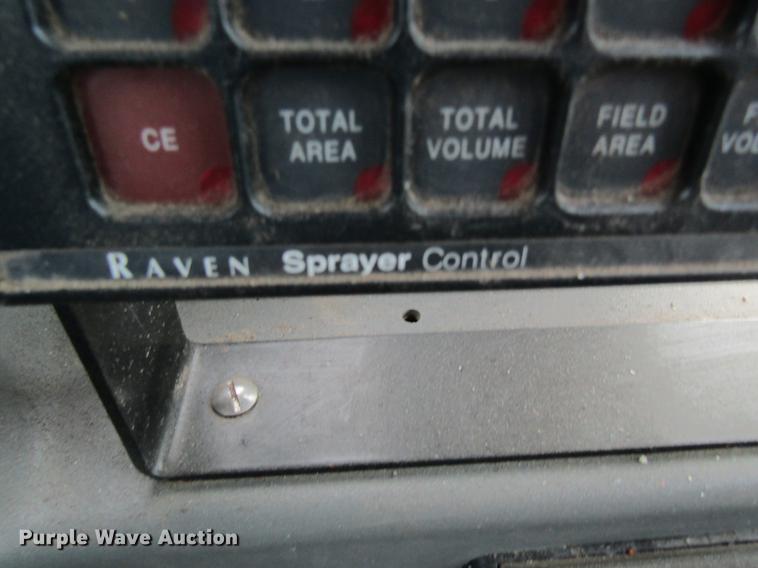 CE
TOTAL AREA
TOTAL VOLUME
FIELD AREA
RAVEN Sprayer Control
Purple Wave Auction